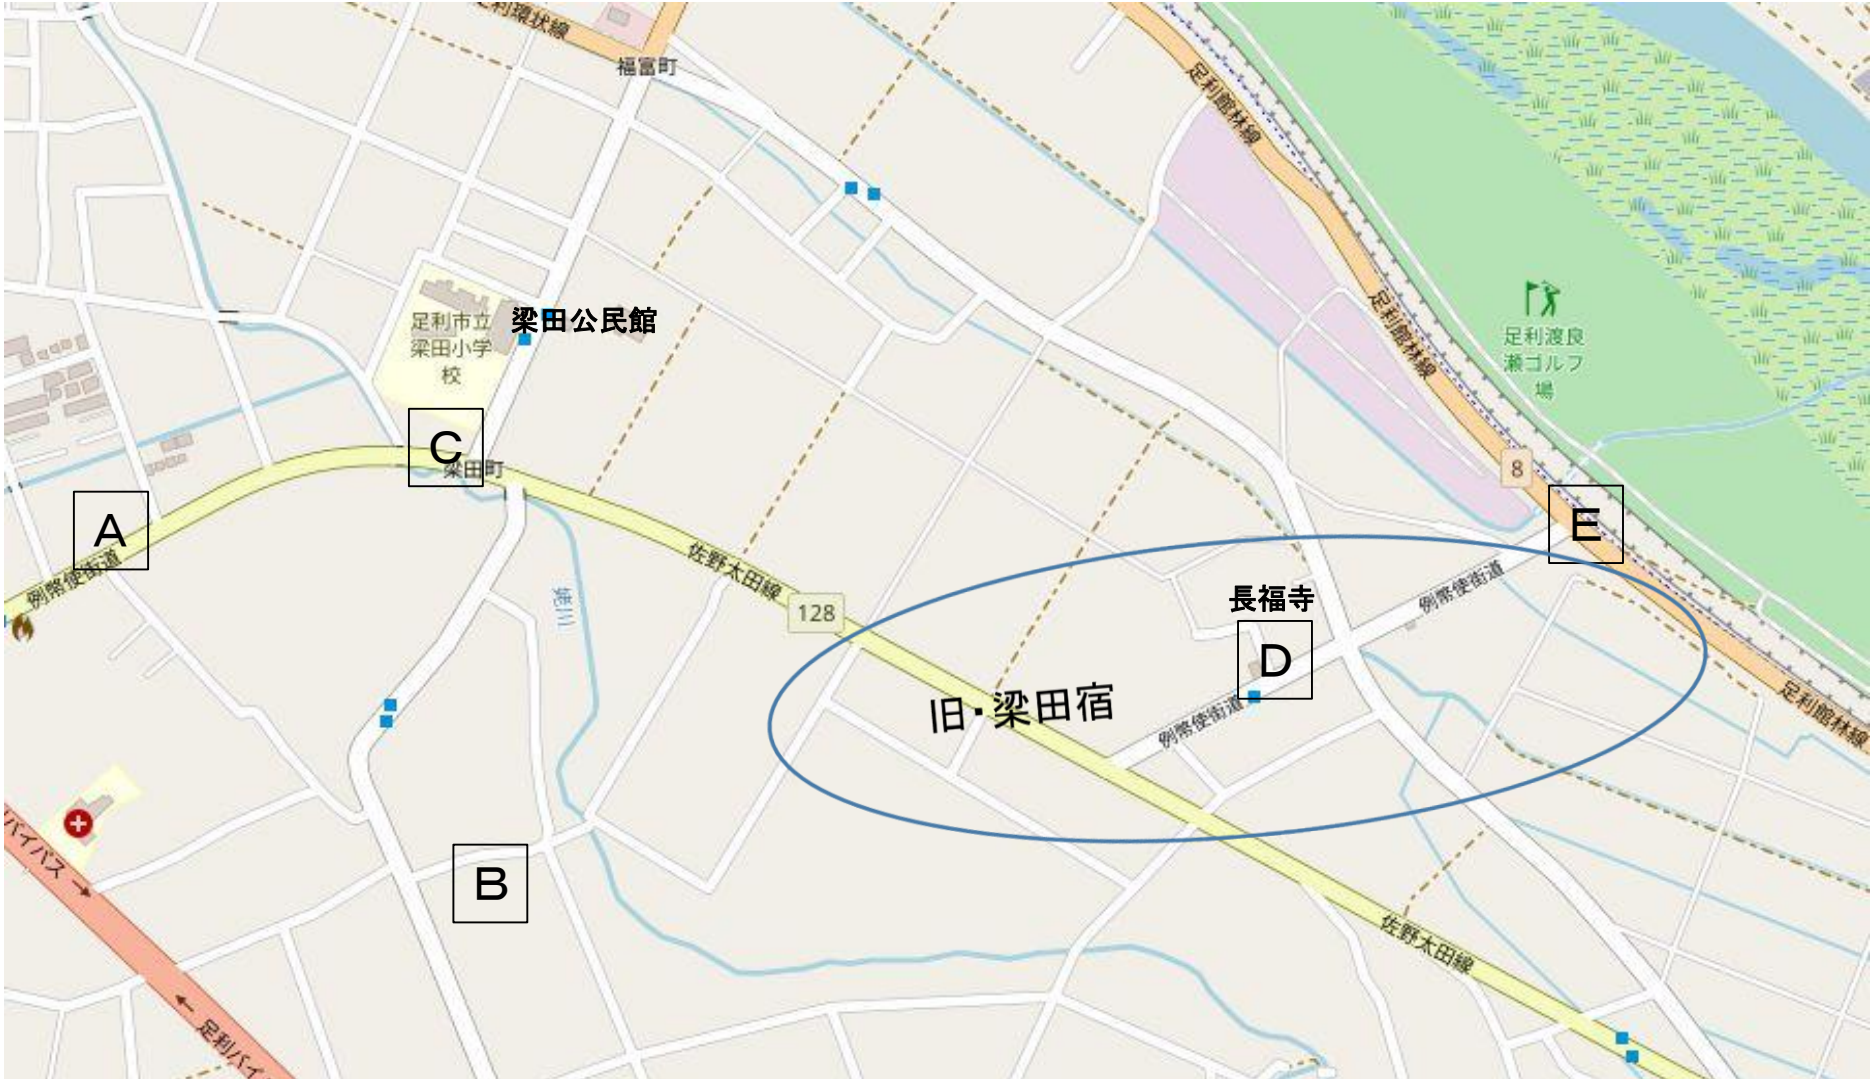 足利環状線
福富町
足利館林線
足利市立
梁田小学
校
梁田公民館
足利館林線
足利渡良
瀬ゴルフ
場
C
梁田町
8
A
E
例幣使街道
佐野太田線
姥川
128
例幣使街道
長福寺
D
旧・梁田宿
例幣使街道
足利館林線
バイパス
B
佐野太田線
足利バイ